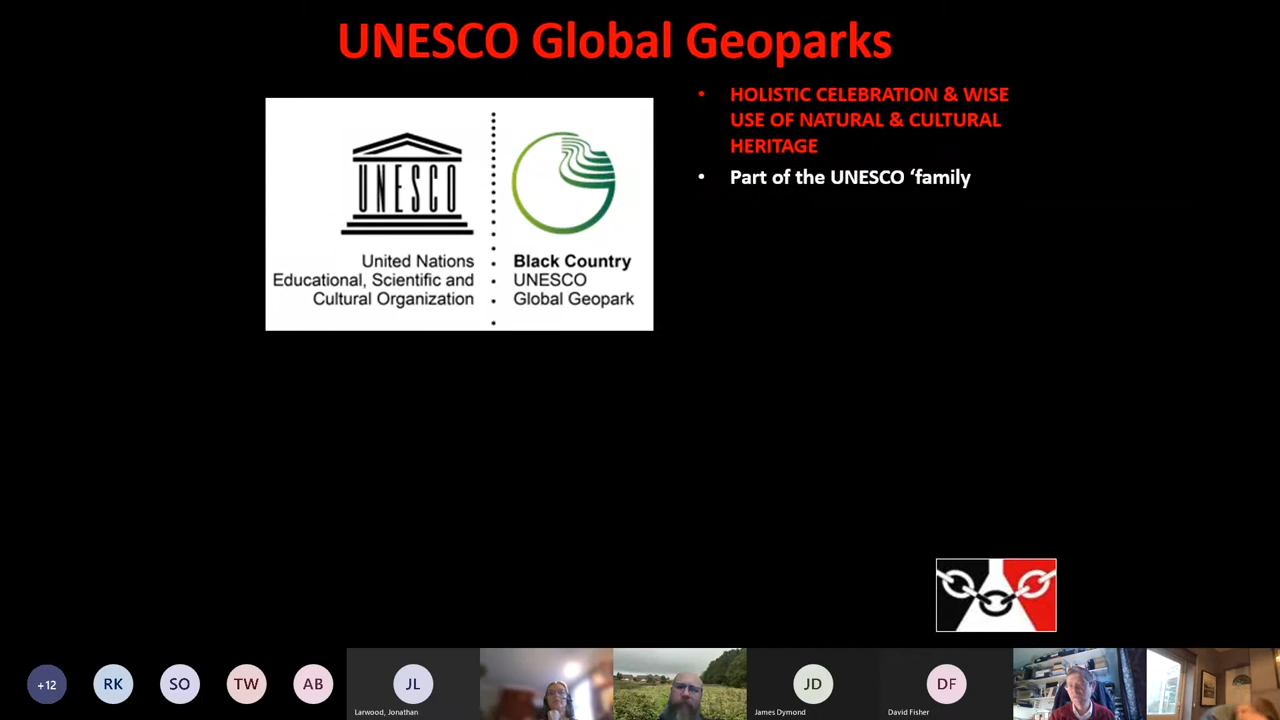 UNESCO Global Geoparks
UNESCO
United Nations
Educational, Scientific and
Cultural Organization
Black Country
UNESCO
Global Geopark
• HOLISTIC CELEBRATION & WISE
USE OF NATURAL & CULTURAL
HERITAGE
• Part of the UNESCO ‘family
+12
RK
SO
TW
AB
JL
Larwood, Jonathan
JD
James Dymond
DF
David Fisher